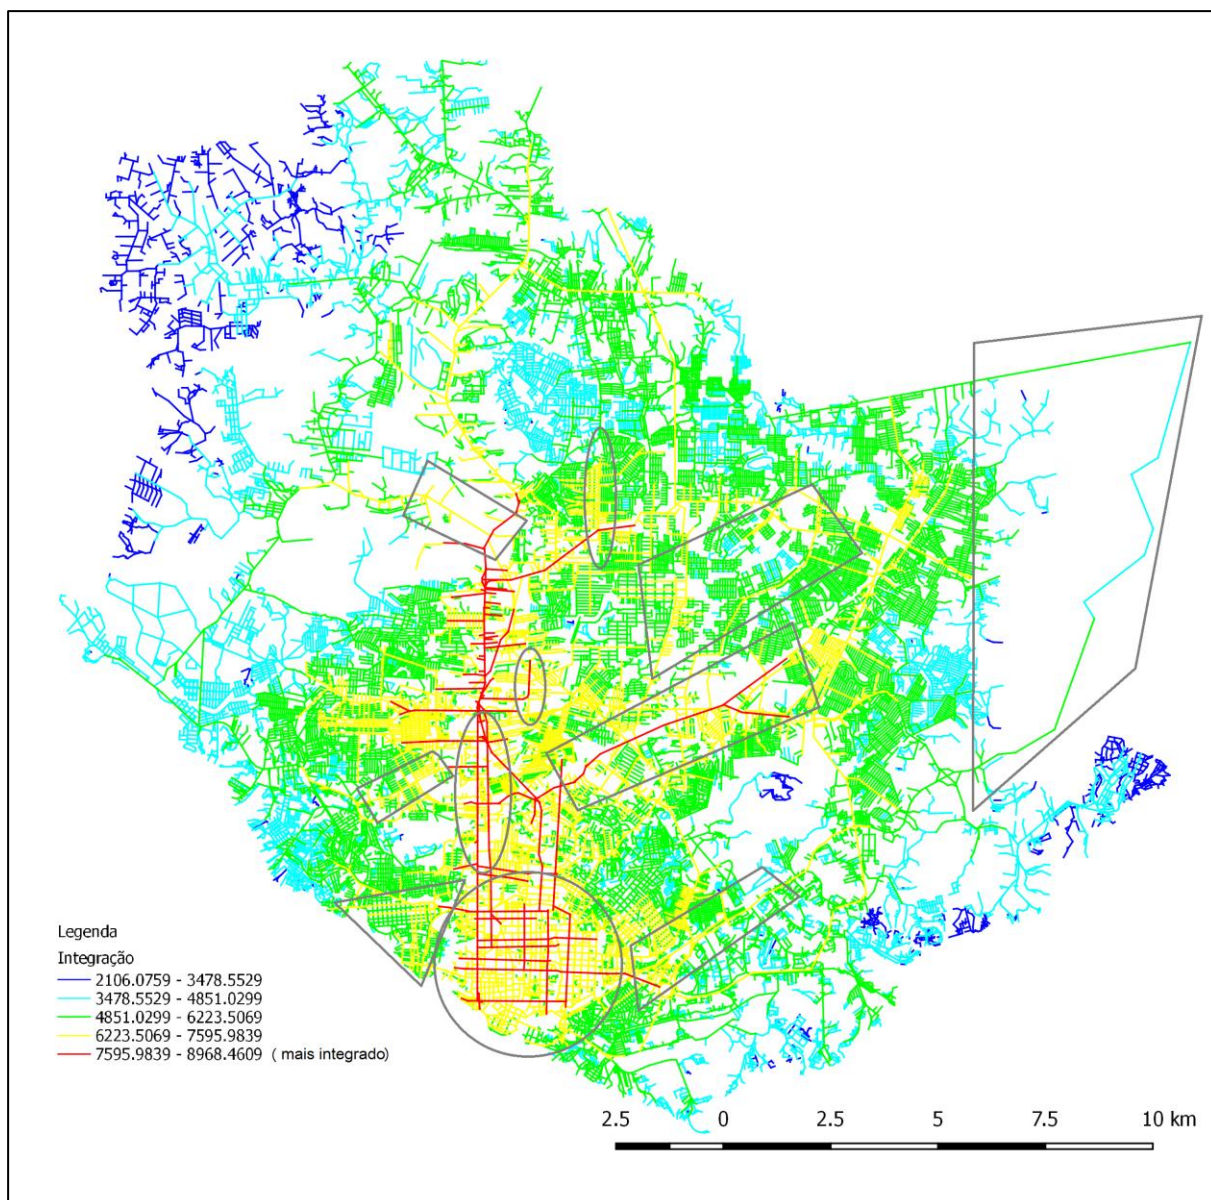 Legenda
Integração
2106.0759 - 3478.5529
3478.5529 - 4851.0299
4851.0299 - 6223.5069
6223.5069 - 7595.9839
7595.9839 - 8968.4609 ( mais integrado)
2.5 0 2.5 5 7.5 10 km